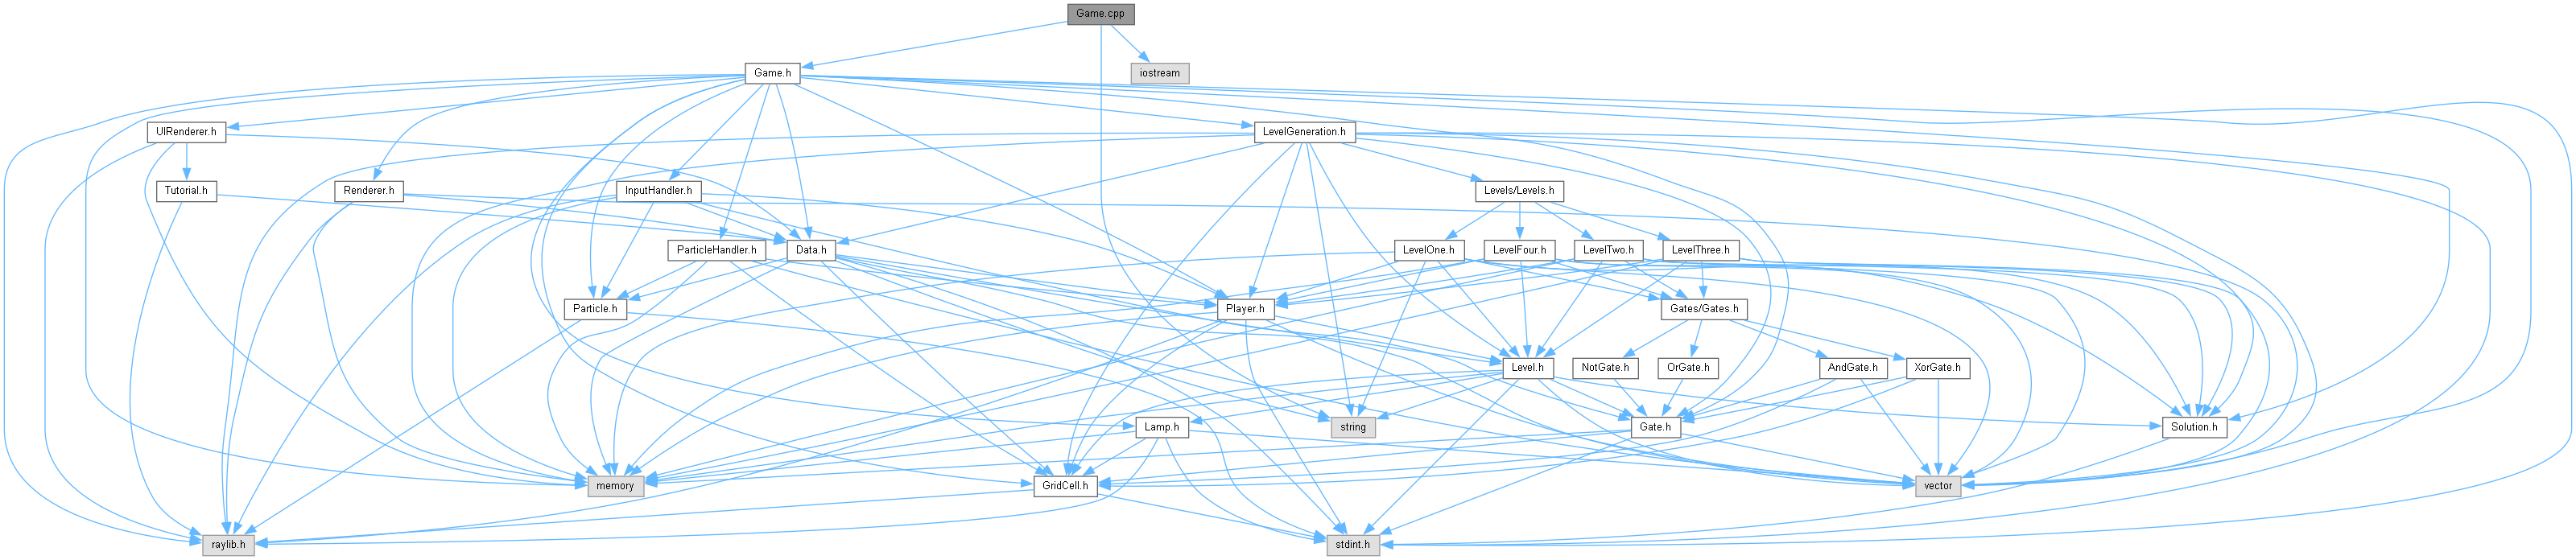 Game.cpp
Game.h
iostream
UIRenderer.h
LevelGeneration.h
Tutorial.h
Renderer.h
InputHandler.h
Levels/Levels.h
ParticleHandler.h
Data.h
LevelOne.h
LevelFour.h
LevelTwo.h
LevelThree.h
Particle.h
Player.h
Gates/Gates.h
Level.h
NotGate.h
OrGate.h
AndGate.h
XorGate.h
Lamp.h
string
Gate.h
Solution.h
memory
GridCell.h
vector
raylib.h
stdint.h